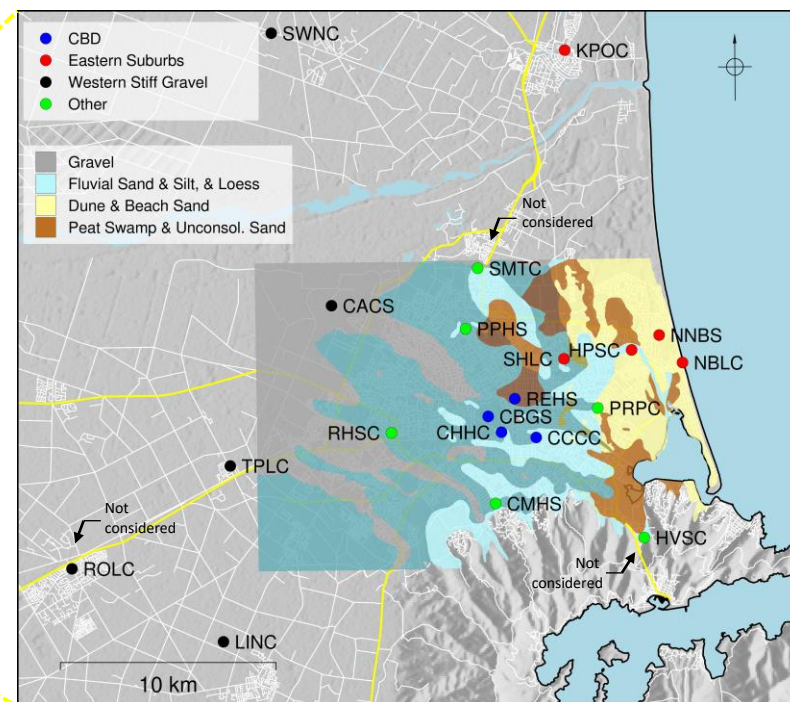 SWNC
KPOC
CBD
Eastern Suburbs
Western Stiff Gravel
Other
Gravel
Fluvial Sand & Silt, & Loess
Dune & Beach Sand
Peat Swamp & Unconsol. Sand
Not
considered
SMTC
CACS
PPHS
NNBS
HPSC
SHLC
NBLC
REHS
PRPC
CBGS
RHSC
CHHC
CCCC
TPLC
Not
considered
CMHS
HVSC
Not
considered
ROLC
LINC
10 km